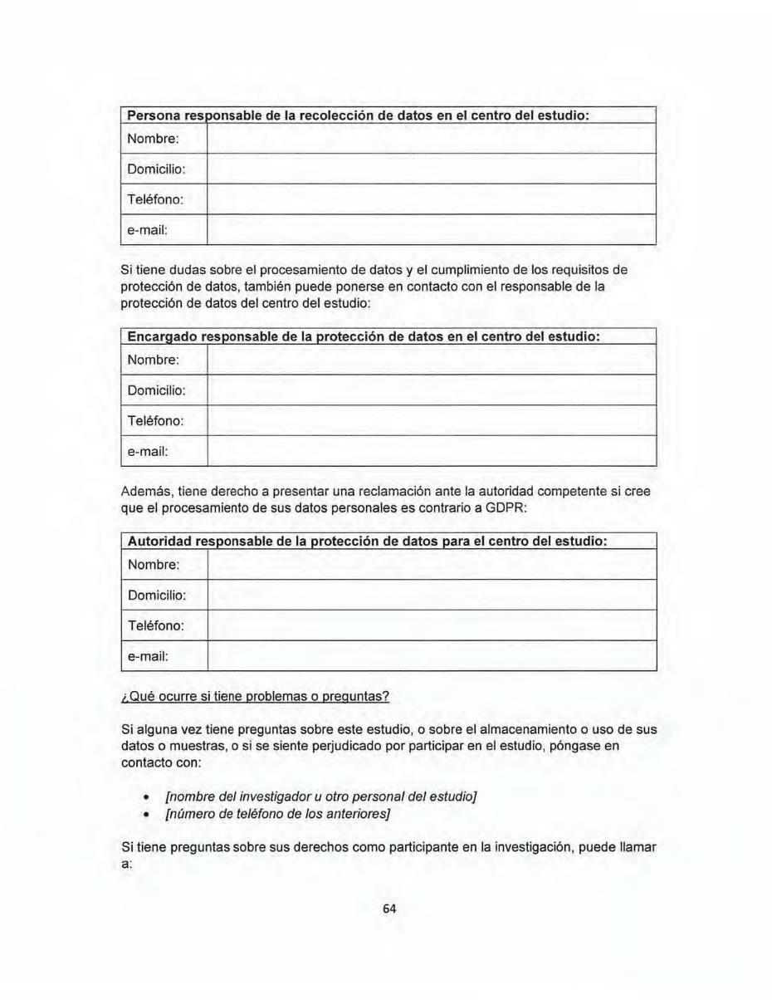 Persona responsable de la recolección de datos en el centro del estudio:
Nombre:
Domicilio:
Teléfono:
e-mail:
Si tiene dudas sobre el procesamiento de datos y el cumplimiento de los requisitos de
protección de datos, también puede ponerse en contacto con el responsable de la
protección de datos del centro del estudio:
Encargado responsable de la protección de datos en el centro del estudio:
Nombre:
Domicilio:
Teléfono:
e-mail:
Además, tiene derecho a presentar una reclamación ante la autoridad competente si cree
que el procesamiento de sus datos personales es contrario a GDPR:
Autoridad responsable de la protección de datos para el centro del estudio:
Nombre:
Domicilio:
Teléfono:
e-mail:
¿Qué ocurre si tiene problemas o preguntas?
Si alguna vez tiene preguntas sobre este estudio, o sobre el almacenamiento o uso de sus
datos o muestras, o si se siente perjudicado por participar en el estudio, póngase en
contacto con:
• [nombre del investigador u otro personal del estudio]
• [número de teléfono de los anteriores]
Si tiene preguntas sobre sus derechos como participante en la investigación, puede llamar
a:
64